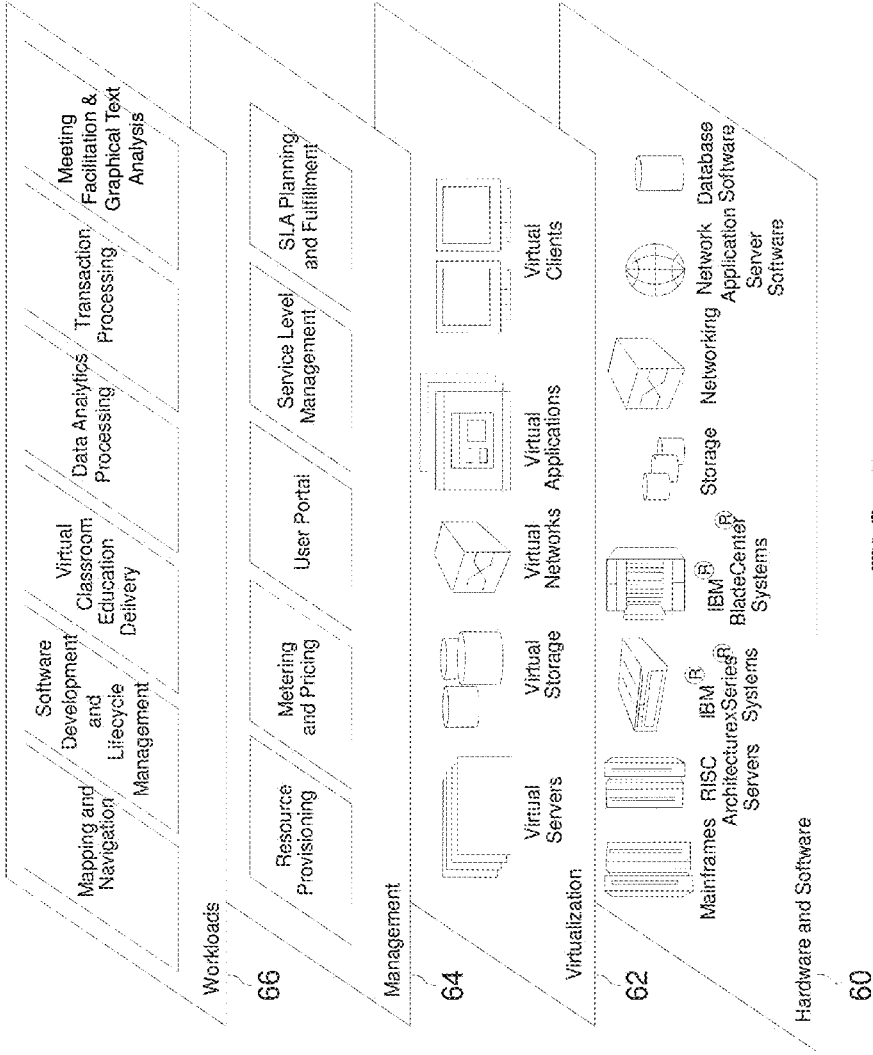 Mapping and
Navigation
Software
Development
and
Lifecycle
Management
Virtual
Classroom
Education
Delivery
Data Analytics
Processing
Transaction
Processing
Meeting
Facilitation &
Graphical Text
Analysis
Workloads
66
Resource
Provisioning
Metering
and Pricing
User Portal
Service Level
Management
SLA Planning
and Fulfillment
Management
64
Virtual
Servers
Virtual
Storage
Virtual
Networks
Virtual
Applications
Virtual
Clients
Virtualization
62
Mainframes
RISC
Architecture
Servers
IBM®
xSeries®
Systems
IBM®
BladeCenter®
Systems
Storage
Networking
Network
Application
Server
Software
Database
Software
Hardware and Software
60